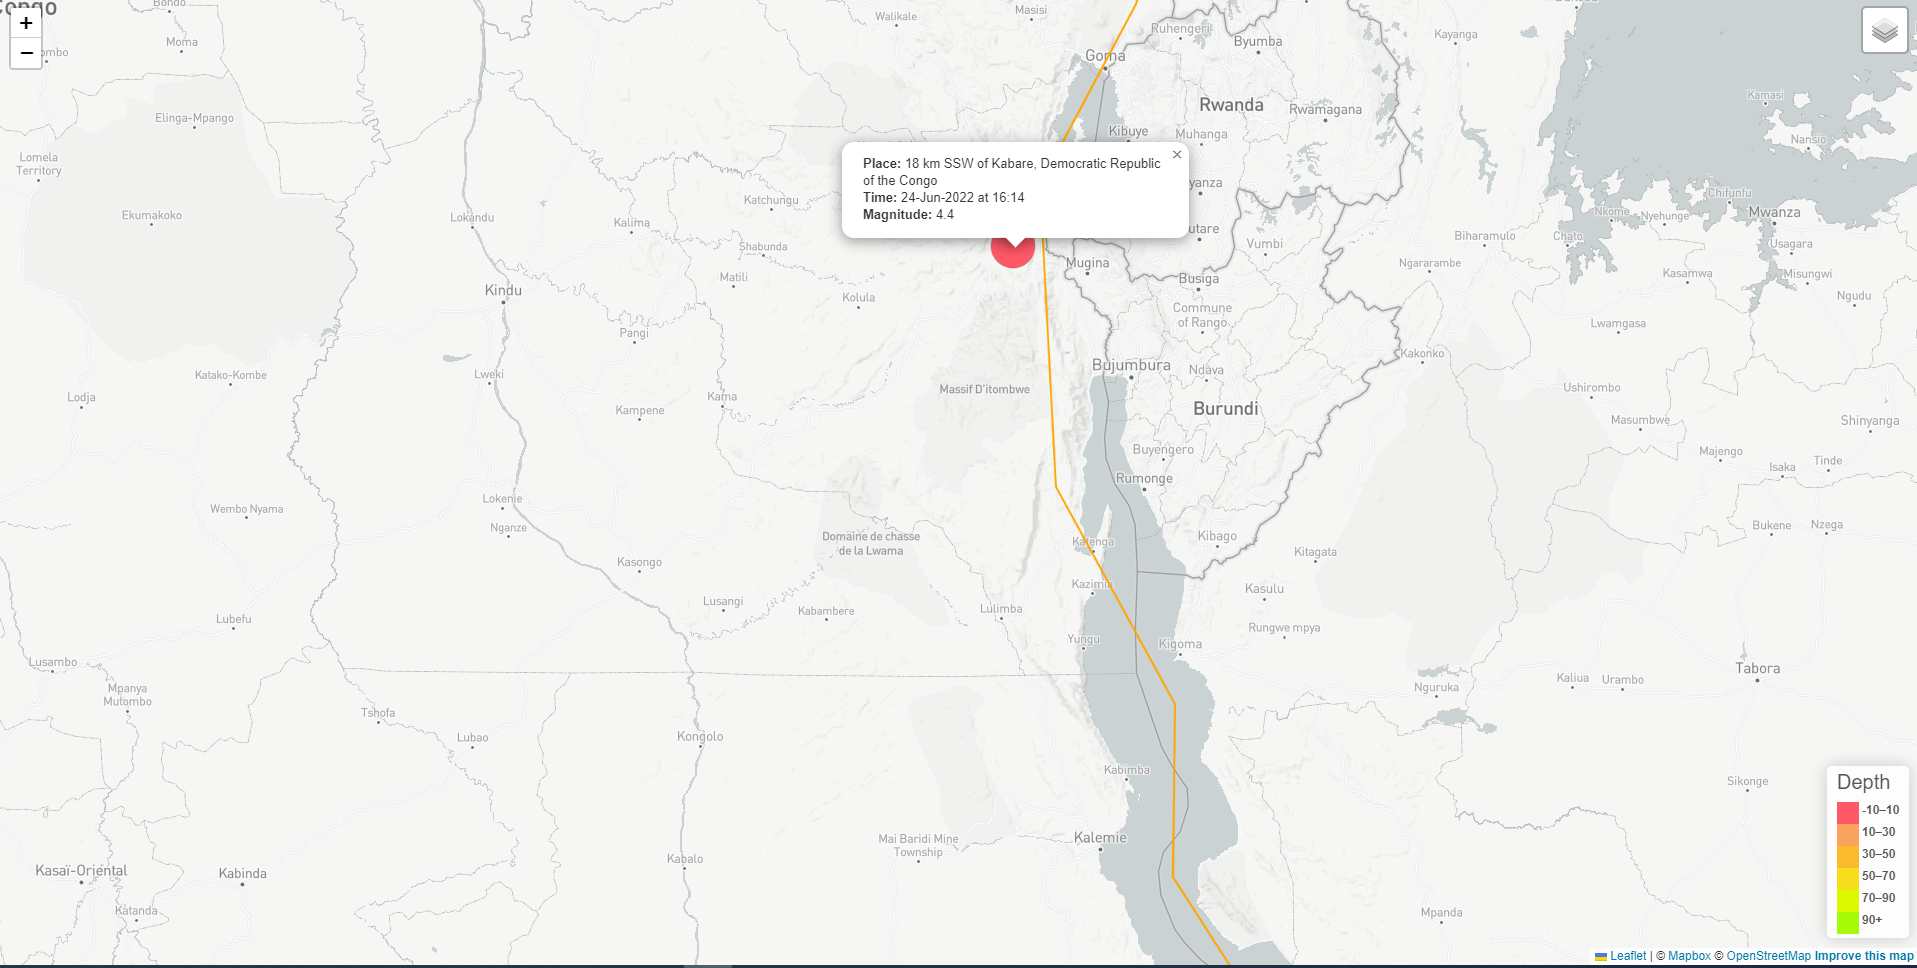 Congo
+
−
Bondo
Moma
Walikale
Masisi
Goma
Ruhengeri
Byumba
Kayanga
Elinga-Mpango
Rwanda
Rwamagana
Kamasi
Kibuye
Muhanga
Nansio
Lomela
Territory
Place: 18 km SSW of Kabare, Democratic Republic
of the Congo
Time: 24-Jun-2022 at 16:14
Magnitude: 4.4
×
yanza
utare
Ekumakoko
Lokandu
Kalima
Katchungu
Shabunda
Chifunfu
Nkome
Nyehunge
Mwanza
Vumbi
Biharamulo
Chato
Usagara
Mugina
Ngararambe
Kasamwa
Misungwi
Matili
Busiga
Kindu
Kolula
Ngudu
Commune
of Rango
Pangi
Lwamgasa
Kakonko
Bujumbura
Ndava
Katako-Kombe
Lweki
Massif D'itombwe
Ushirombo
Lodja
Kama
Kampene
Burundi
Masumbwe
Shinyanga
Buyengero
Majengo
Isaka
Tinde
Rumonge
Lokenie
Wembo Nyama
Nganze
Domaine de chasse
de la Lwama
Katenga
Kibago
Kitagata
Bukene
Nzega
Kasongo
Kazimia
Kasulu
Lusangi
Kabambere
Lulimba
Lubefu
Rungwe mpya
Yungu
Kigoma
Lusambo
Tabora
Mpanya
Mutombo
Nguruka
Kaliua
Urambo
Tshofa
Lubao
Kongolo
Kabimba
Sikonge
Depth
-10–10
10–30
30–50
50–70
70–90
90+
Kalemie
Mai Baridi Mine
Township
Kabalo
Kasaï-Oriental
Kabinda
Katanda
Mpanda
Leaflet | © Mapbox © OpenStreetMap Improve this map